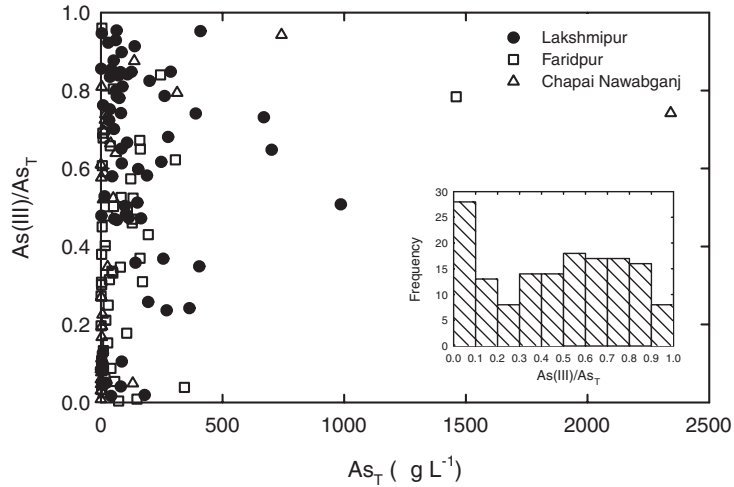 1.0
0.8
0.6
0.4
0.2
0.0
As(III)/As_T
Lakshmipur
Faridpur
Chapai Nawabganj
30
25
20
15
10
5
0
Frequency
0.0 0.1 0.2 0.3 0.4 0.5 0.6 0.7 0.8 0.9 1.0
As(III)/As_T
0 500 1000 1500 2000 2500
As_T ( g L⁻¹)